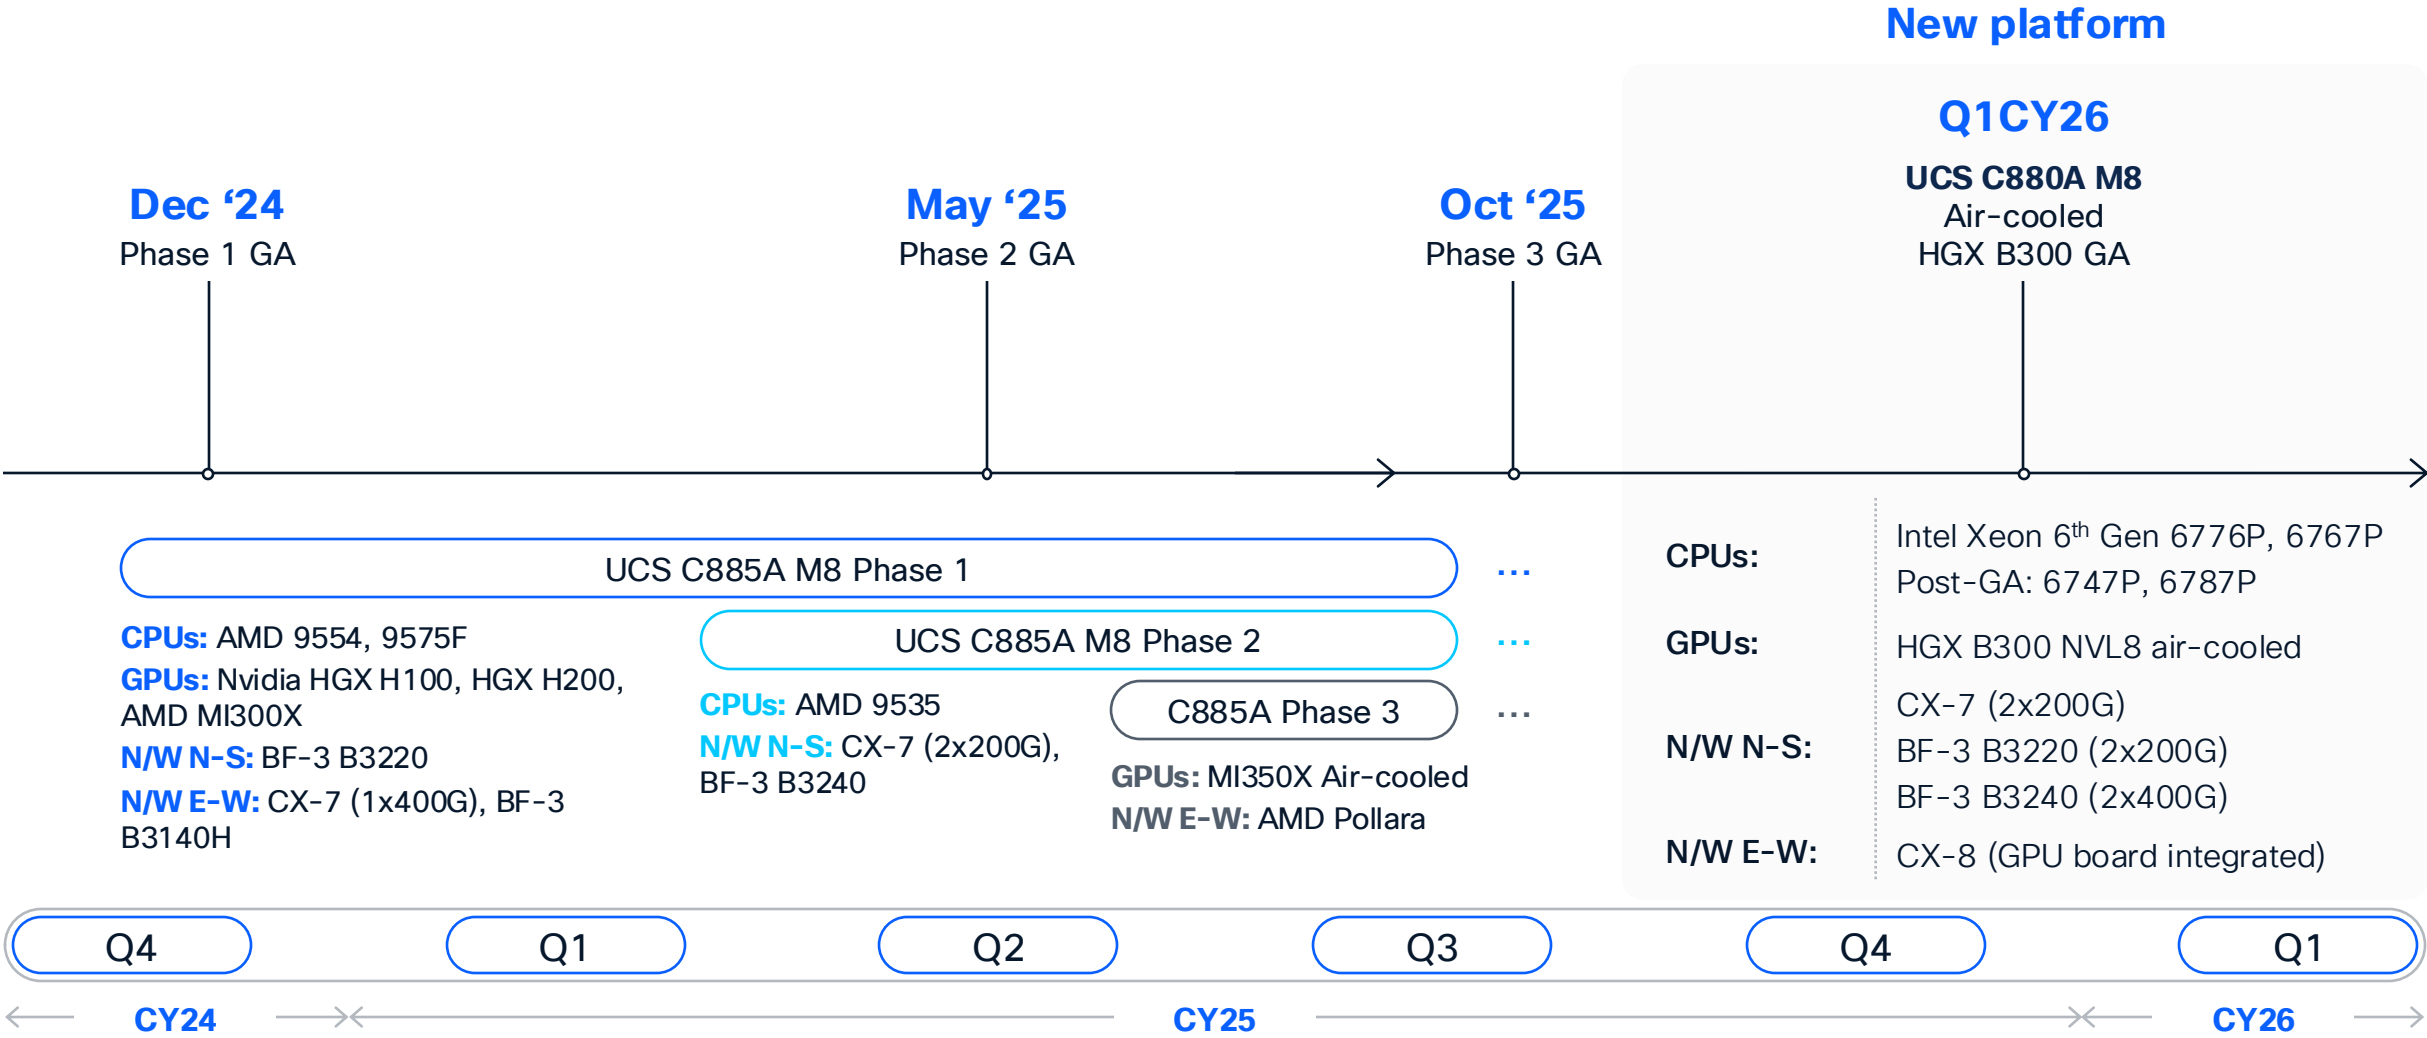 New platform
Q1CY26
UCS C880A M8
Air-cooled
HGX B300 GA
Dec ‘24
Phase 1 GA
May ‘25
Phase 2 GA
Oct ‘25
Phase 3 GA
UCS C885A M8 Phase 1
...
CPUs: AMD 9554, 9575F
GPUs: Nvidia HGX H100, HGX H200,
AMD MI300X
N/W N-S: BF-3 B3220
N/W E-W: CX-7 (1x400G), BF-3
B3140H
UCS C885A M8 Phase 2
...
CPUs: AMD 9535
N/W N-S: CX-7 (2x200G),
BF-3 B3240
C885A Phase 3
...
GPUs: MI350X Air-cooled
N/W E-W: AMD Pollara
CPUs:
Intel Xeon 6th Gen 6776P, 6767P
Post-GA: 6747P, 6787P
GPUs:
HGX B300 NVL8 air-cooled
N/W N-S:
CX-7 (2x200G)
BF-3 B3220 (2x200G)
BF-3 B3240 (2x400G)
N/W E-W:
CX-8 (GPU board integrated)
Q4
Q1
Q2
Q3
Q4
Q1
CY24
CY25
CY26